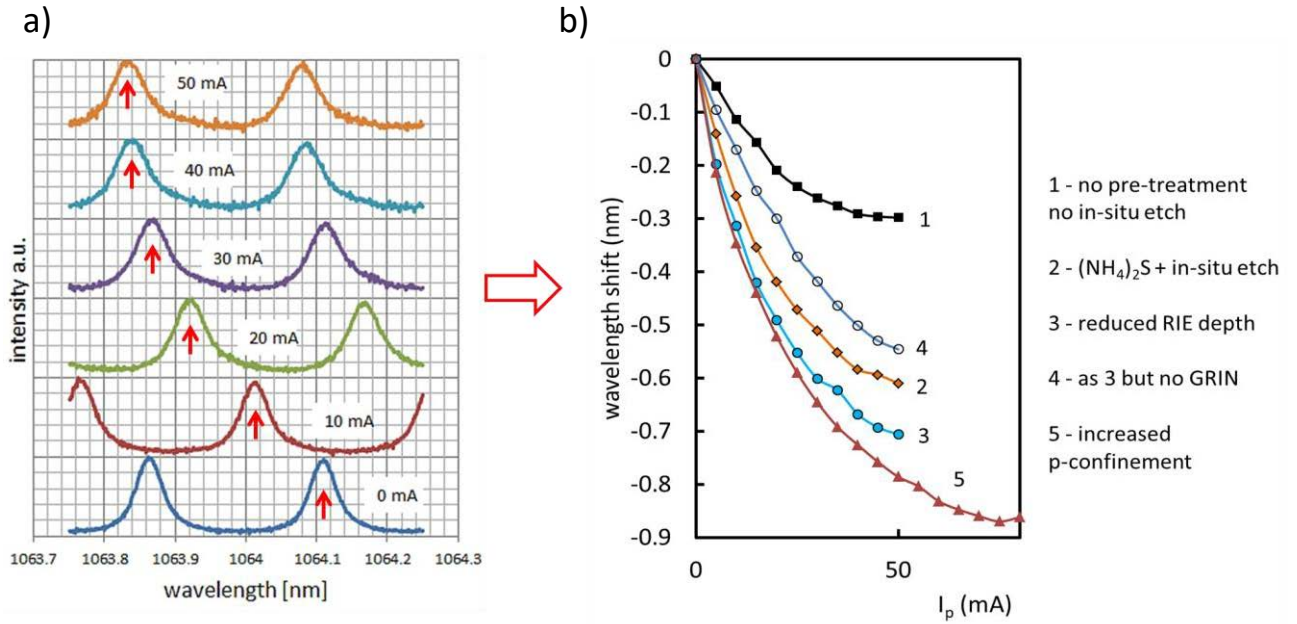 a)
50 mA
40 mA
30 mA
20 mA
10 mA
0 mA
intensity a.u.
1063.7 1063.8 1063.9 1064 1064.1 1064.2 1064.3
wavelength [nm]
b)
0
-0.1
-0.2
-0.3
-0.4
-0.5
-0.6
-0.7
-0.8
-0.9
wavelength shift (nm)
1
4
2
3
5
0 50
Ip (mA)
1 - no pre-treatment
no in-situ etch
2 - (NH4)2S + in-situ etch
3 - reduced RIE depth
4 - as 3 but no GRIN
5 - increased
p-confinement